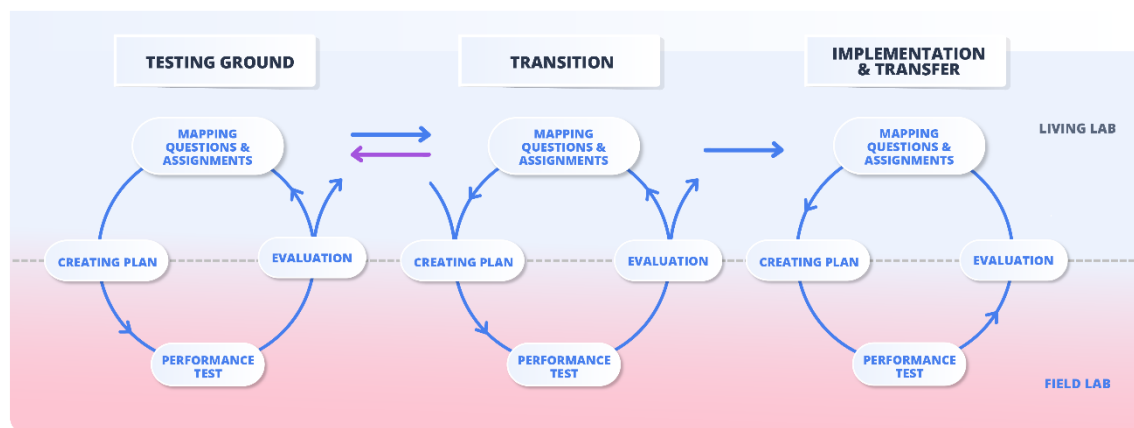 TESTING GROUND
TRANSITION
IMPLEMENTATION
& TRANSFER
LIVING LAB
MAPPING
QUESTIONS &
ASSIGNMENTS
MAPPING
QUESTIONS &
ASSIGNMENTS
MAPPING
QUESTIONS &
ASSIGNMENTS
CREATING PLAN
EVALUATION
CREATING PLAN
EVALUATION
CREATING PLAN
EVALUATION
PERFORMANCE
TEST
PERFORMANCE
TEST
PERFORMANCE
TEST
FIELD LAB